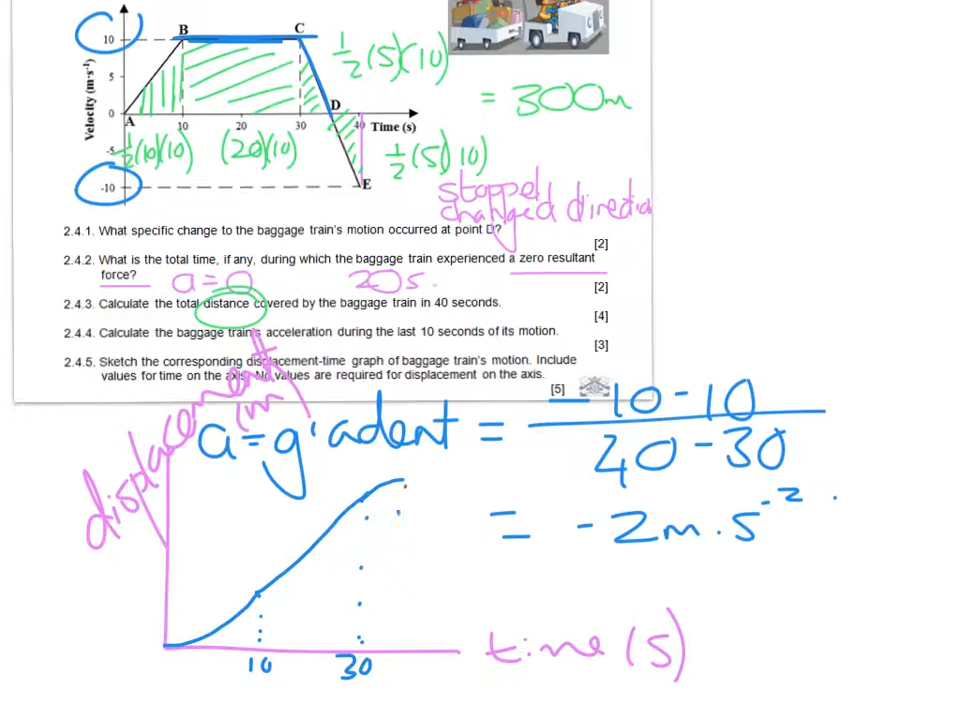 10
B
C
½(5)(10)
Velocity (m·s⁻¹)
5
= 300m
0
A
D
10
20
30
40
Time (s)
-5
½(10)(10)
(20)(10)
½(5)(10)
-10
E
stopped
changed direction
2.4.1. What specific change to the baggage train's motion occurred at point D?
[2]
2.4.2. What is the total time, if any, during which the baggage train experienced a zero resultant
force?
a = 0
20s.
[2]
2.4.3. Calculate the total distance covered by the baggage train in 40 seconds.
[4]
2.4.4. Calculate the baggage train's acceleration during the last 10 seconds of its motion.
[3]
2.4.5. Sketch the corresponding displacement-time graph of baggage train's motion. Include
values for time on the axis. No values are required for displacement on the axis.
[5]
displacement (m)
a = gradent = -10 - 10
40 - 30
= -2m.s⁻².
10
30
time (s)